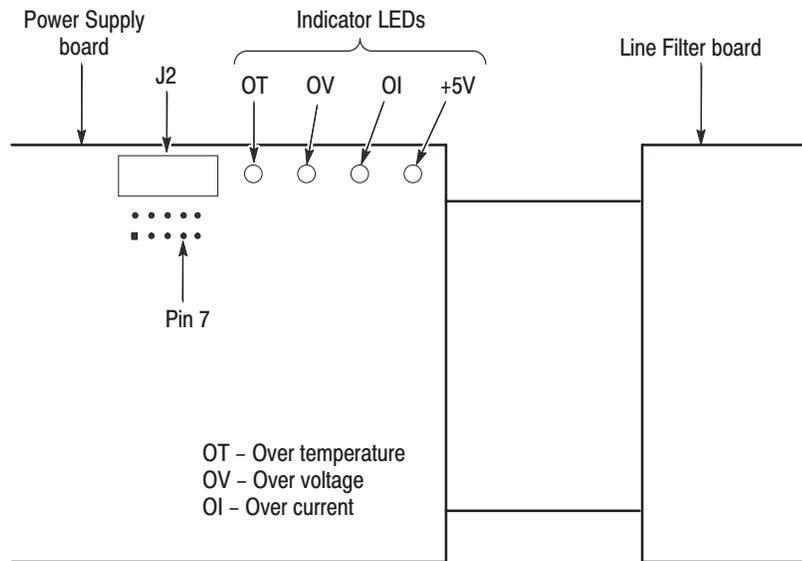 Power Supply
board
Indicator LEDs
Line Filter board
J2
OT
OV
OI
+5V
Pin 7
OT – Over temperature
OV – Over voltage
OI – Over current